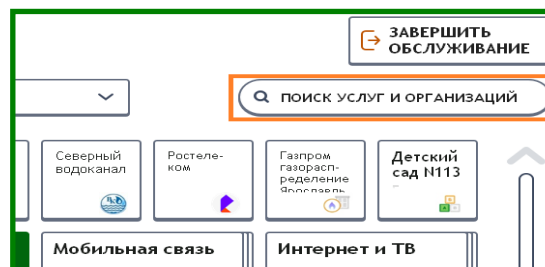 ЗАВЕРШИТЬ
ОБСЛУЖИВАНИЕ
ПОИСК УСЛУГ И ОРГАНИЗАЦИЙ
Северный
водоканал
Ростеле-
ком
Газпром
газорасп-
ределение
Ярославль
Детский
сад N113
Мобильная связь
Интернет и ТВ